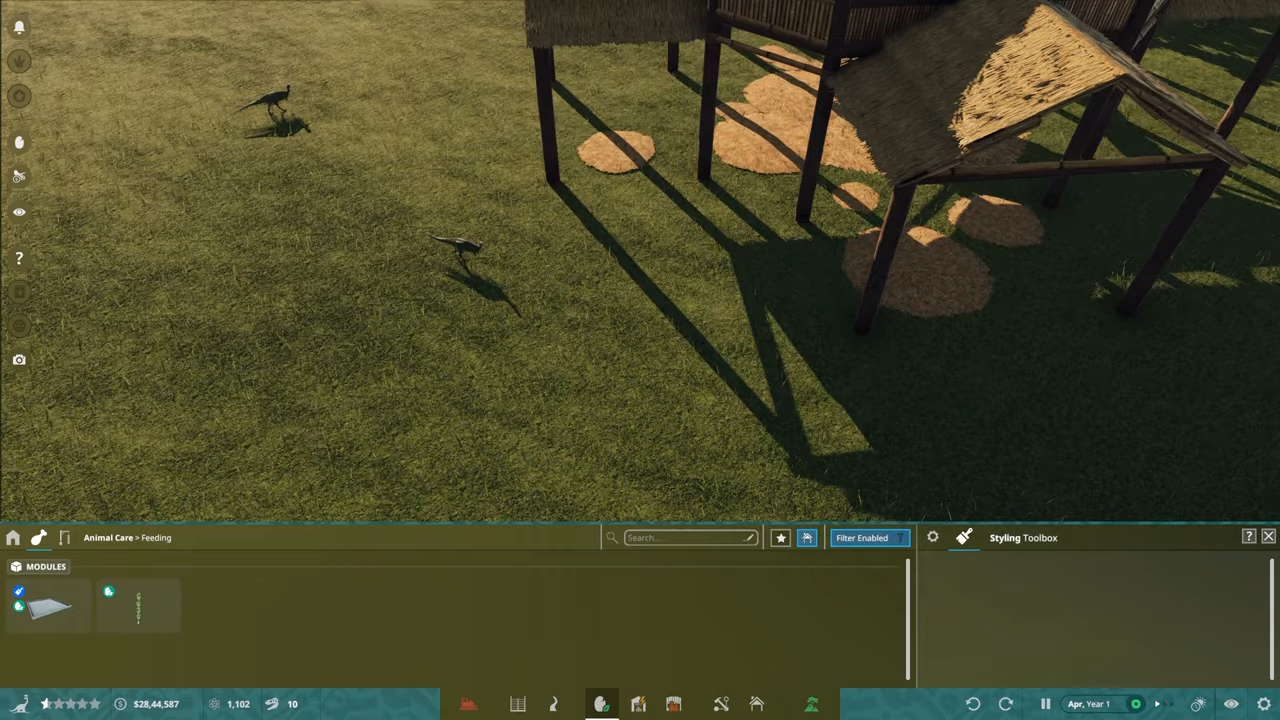 Animal Care > Feeding
Search...
Filter Enabled
Styling Toolbox
?
?
MODULES
$28,44,587
1,102
10
Apr, Year 1